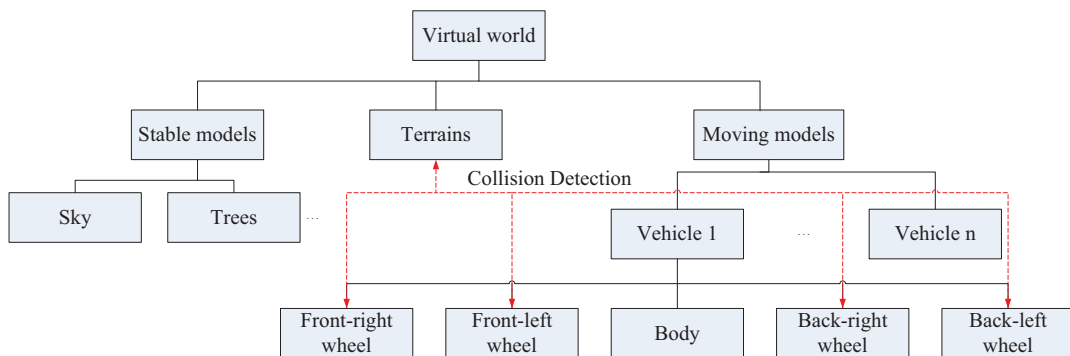 Virtual world
Stable models
Terrains
Moving models
Collision Detection
Sky
Trees
...
Vehicle 1
...
Vehicle n
Front-right
wheel
Front-left
wheel
Body
Back-right
wheel
Back-left
wheel